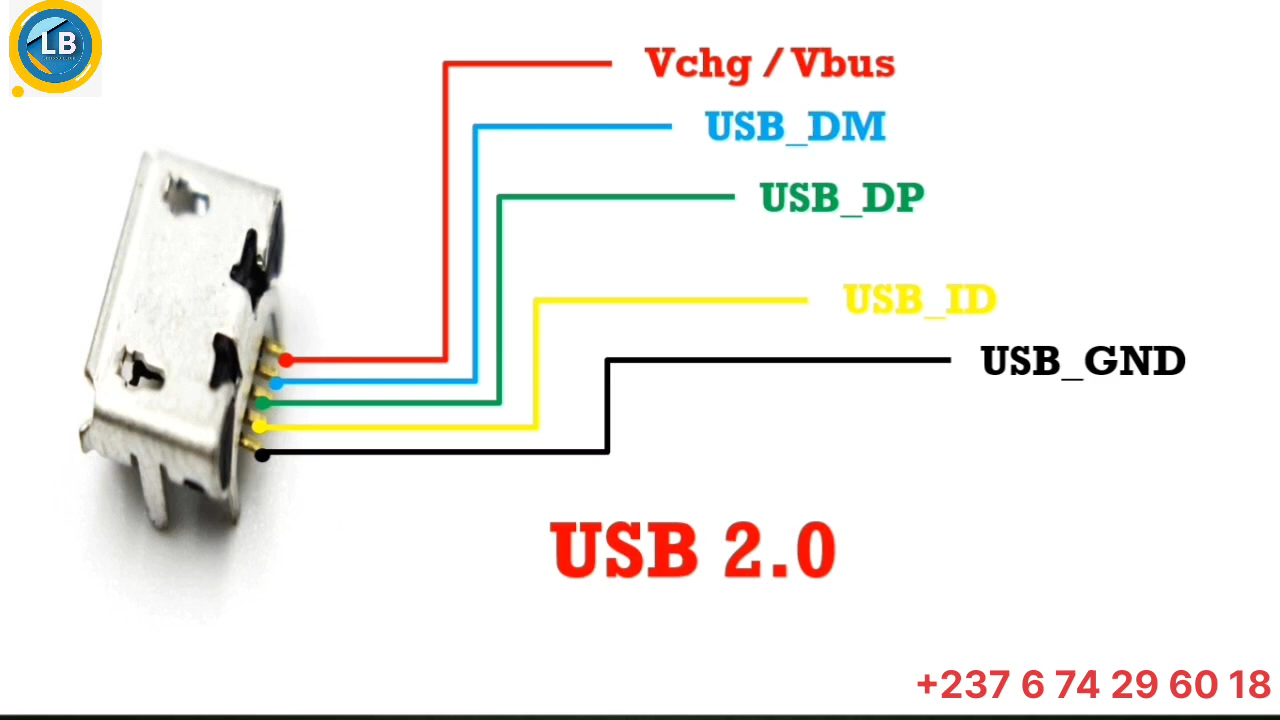 LB
Vchg / Vbus
USB_DM
USB_DP
USB_ID
USB_GND
USB 2.0
+237 6 74 29 60 18